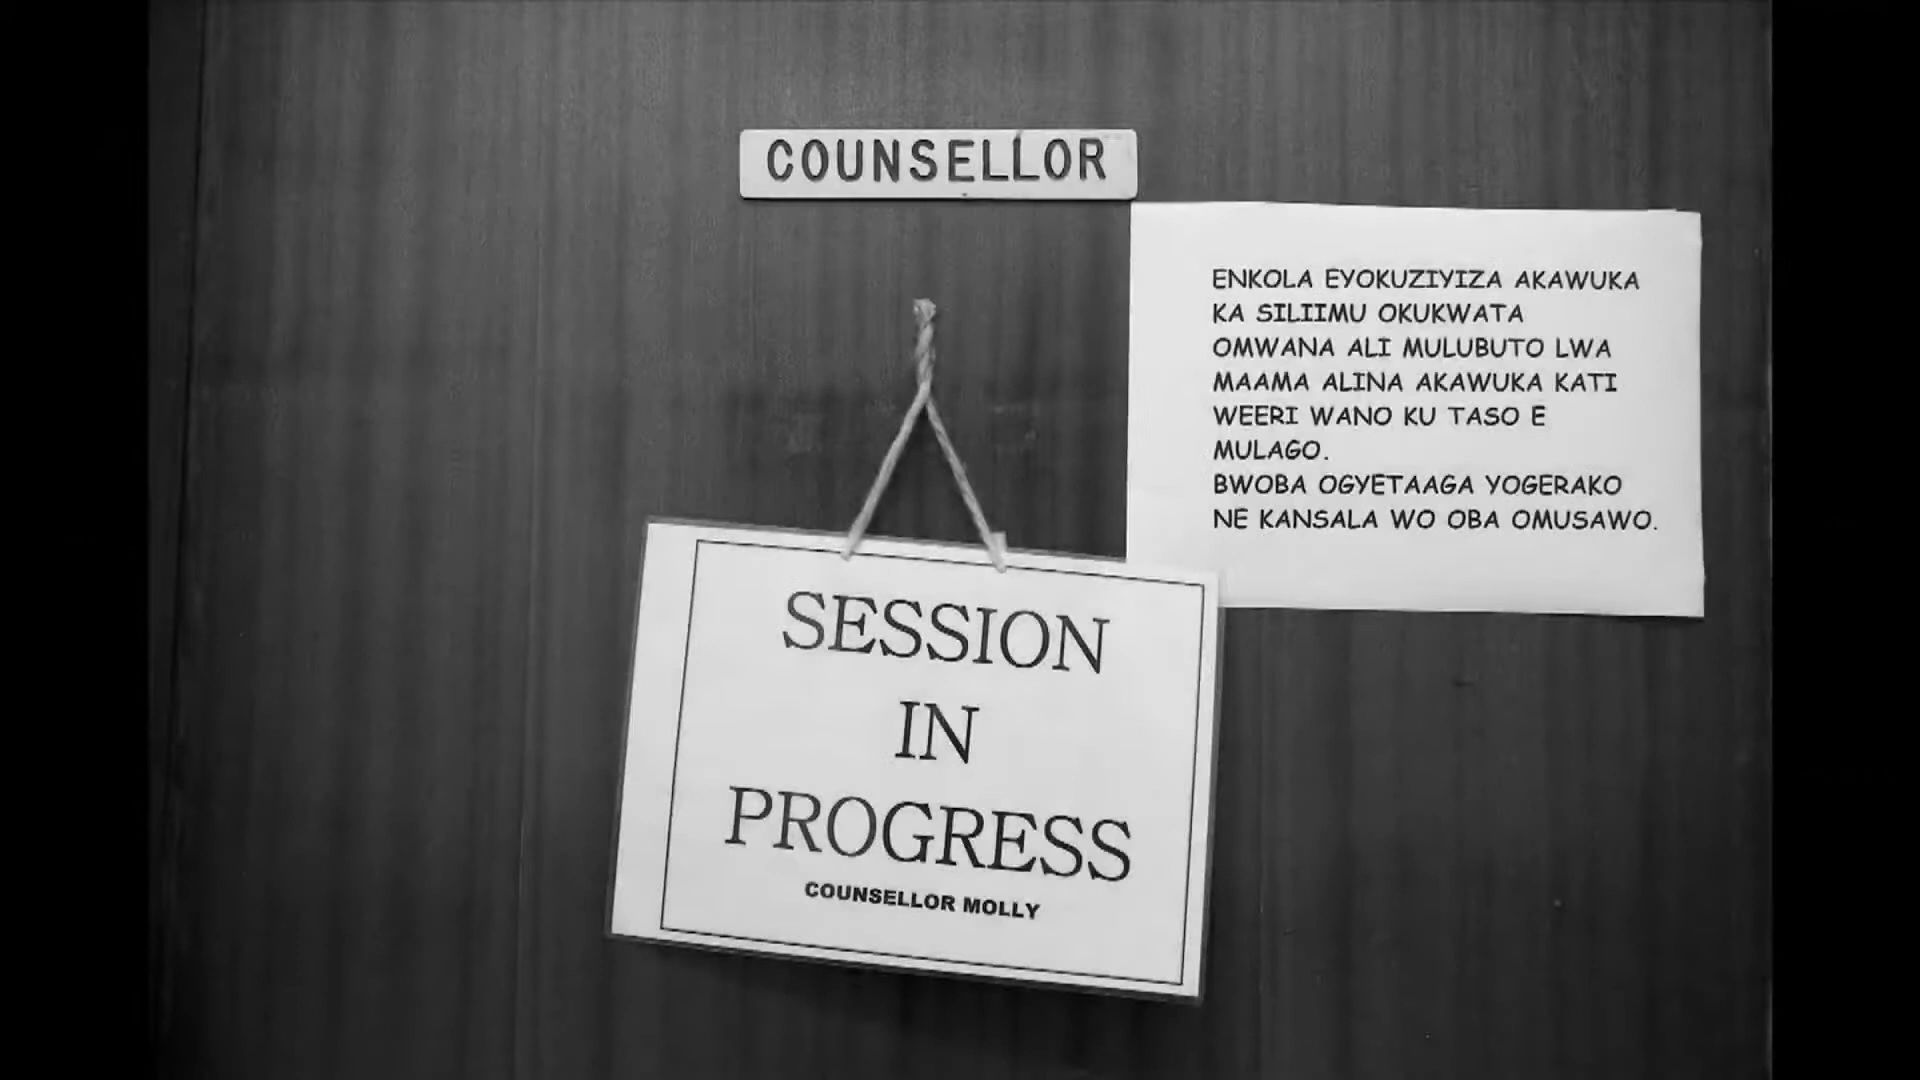 COUNSELLOR
ENKOLA EYOKUZIYIZA AKAWUKA
KA SILIIMU OKUKWATA
OMWANA ALI MULUBUTO LWA
MAAMA ALINA AKAWUKA KATI
WEERI WANO KU TASO E
MULAGO.
BWOBA OGYETAAGA YOGERAKO
NE KANSALA WO OBA OMUSAWO.
SESSION
IN
PROGRESS
COUNSELLOR MOLLY